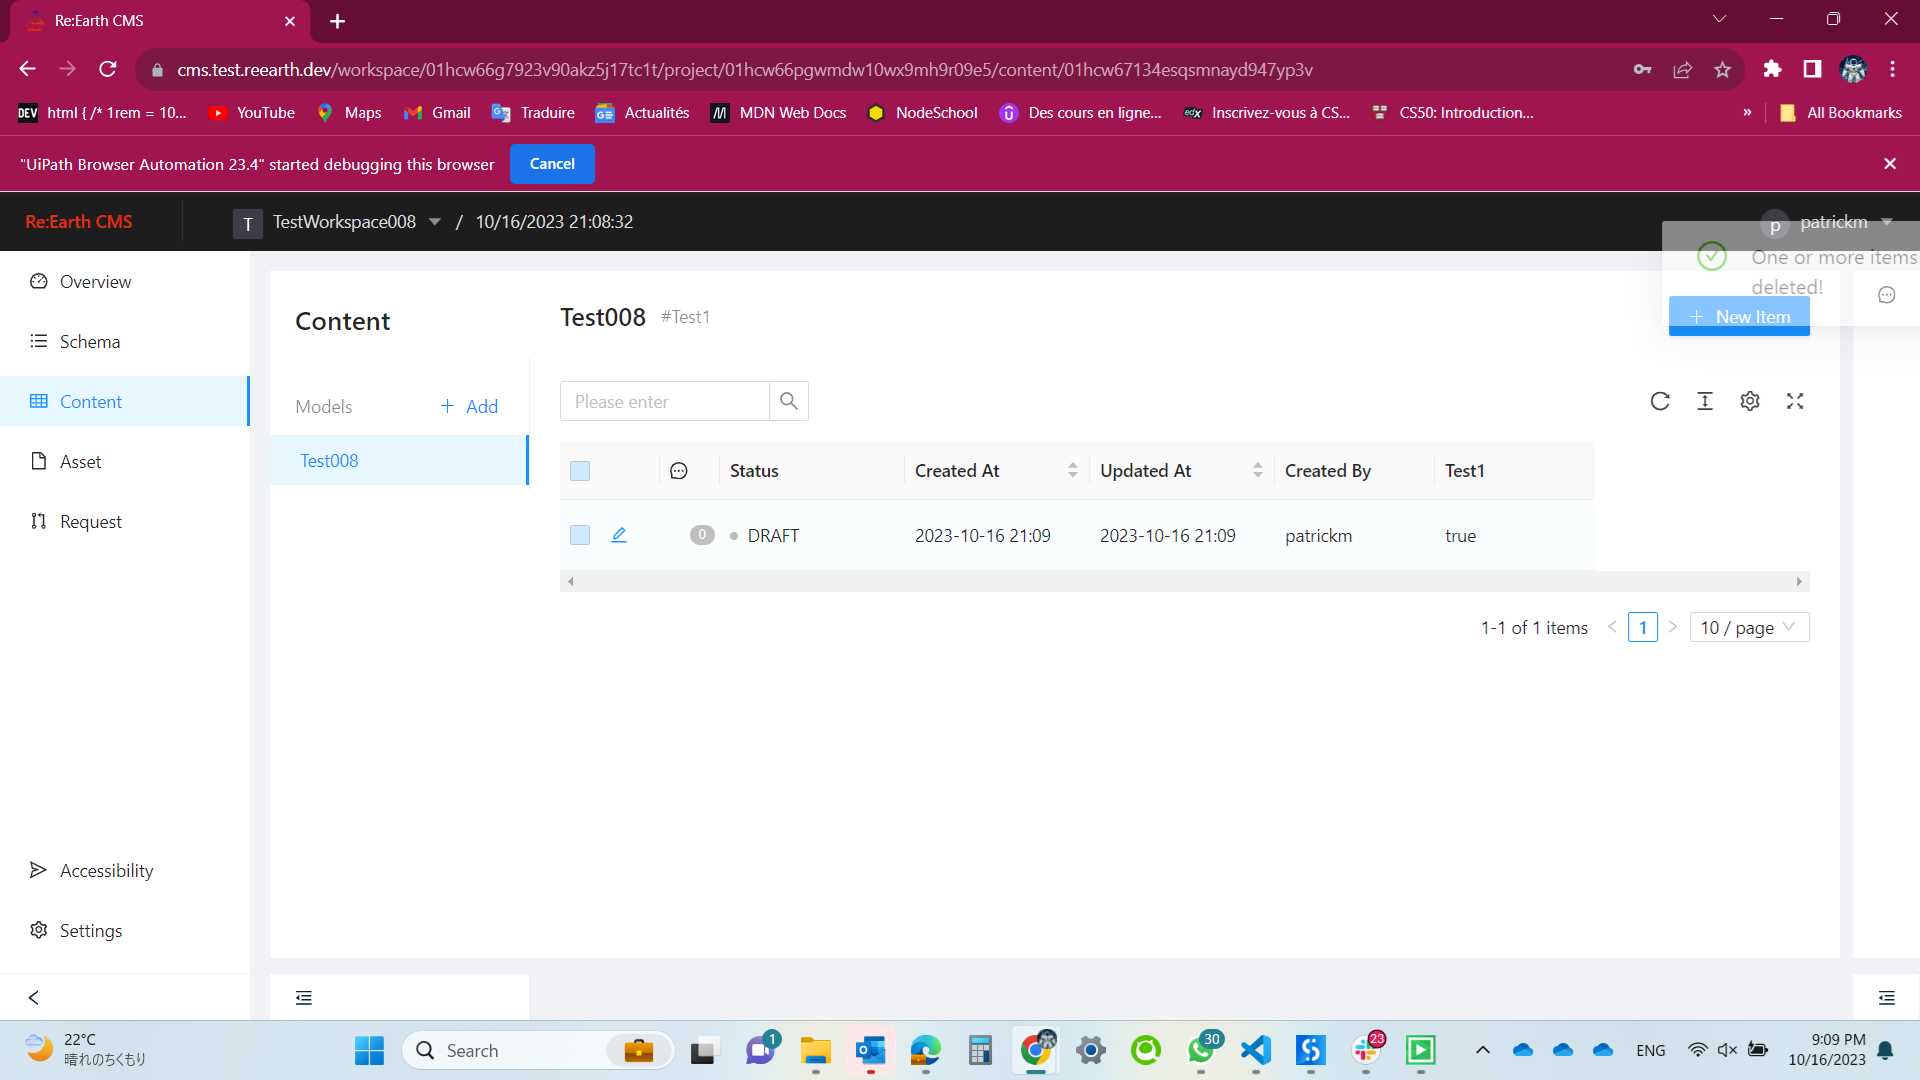 Re:Earth CMS
cms.test.reearth.dev/workspace/01hcw66g7923v90akz5j17tc1t/project/01hcw66pgwmdw10wx9mh9r09e5/content/01hcw67134esqsmnayd947yp3v
DEV html { /* 1rem = 10... YouTube Maps Gmail Traduire Actualités MDN Web Docs NodeSchool Des cours en ligne... edX Inscrivez-vous à CS... CS50: Introduction... » All Bookmarks
"UiPath Browser Automation 23.4" started debugging this browser Cancel
Re:Earth CMS T TestWorkspace008 / 10/16/2023 21:08:32 p patrickm
One or more items
deleted!
Overview
Schema
Content
Asset
Request
Accessibility
Settings
Content
Models + Add
Test008
Test008 #Test1
+ New Item
Please enter
Status Created At Updated At Created By Test1
0 DRAFT 2023-10-16 21:09 2023-10-16 21:09 patrickm true
1-1 of 1 items < 1 > 10 / page
22°C
晴れのちくもり
Search
1
30
23
ENG
9:09 PM
10/16/2023